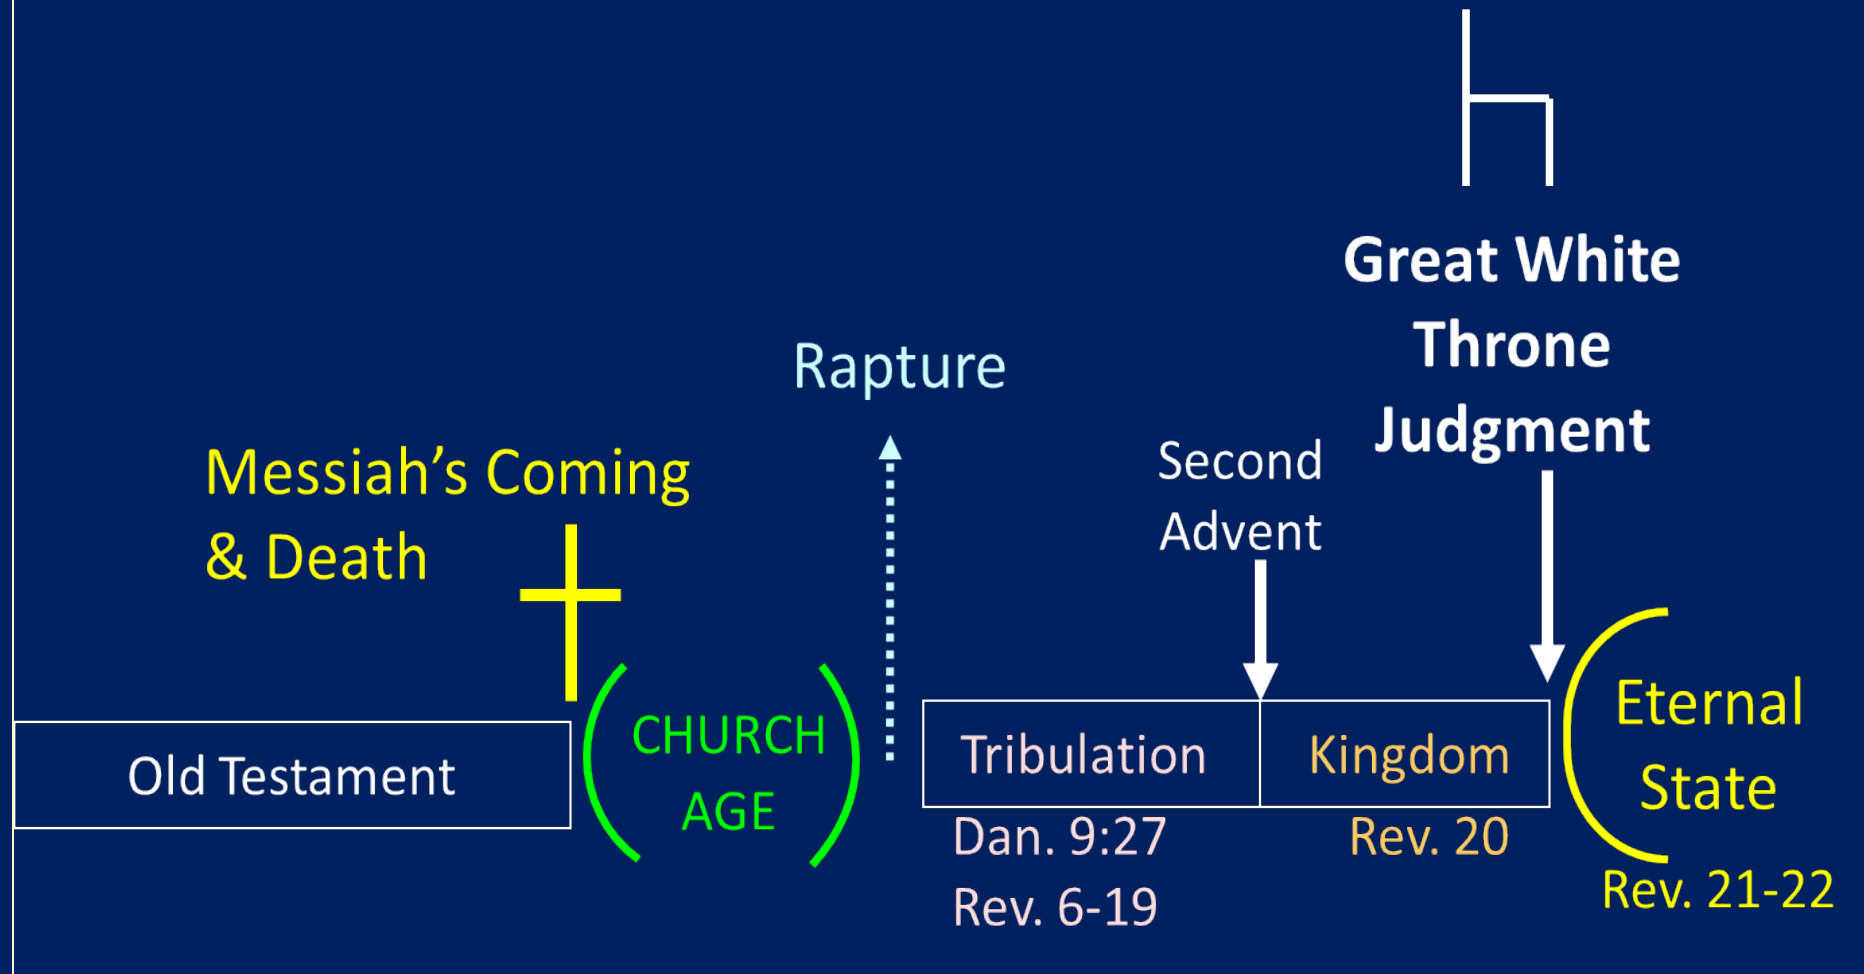 Great White
Throne
Judgment
Rapture
Second
Advent
Messiah’s Coming
& Death
Old Testament
CHURCH
AGE
Tribulation
Kingdom
Eternal
State
Dan. 9:27
Rev. 6-19
Rev. 20
Rev. 21-22